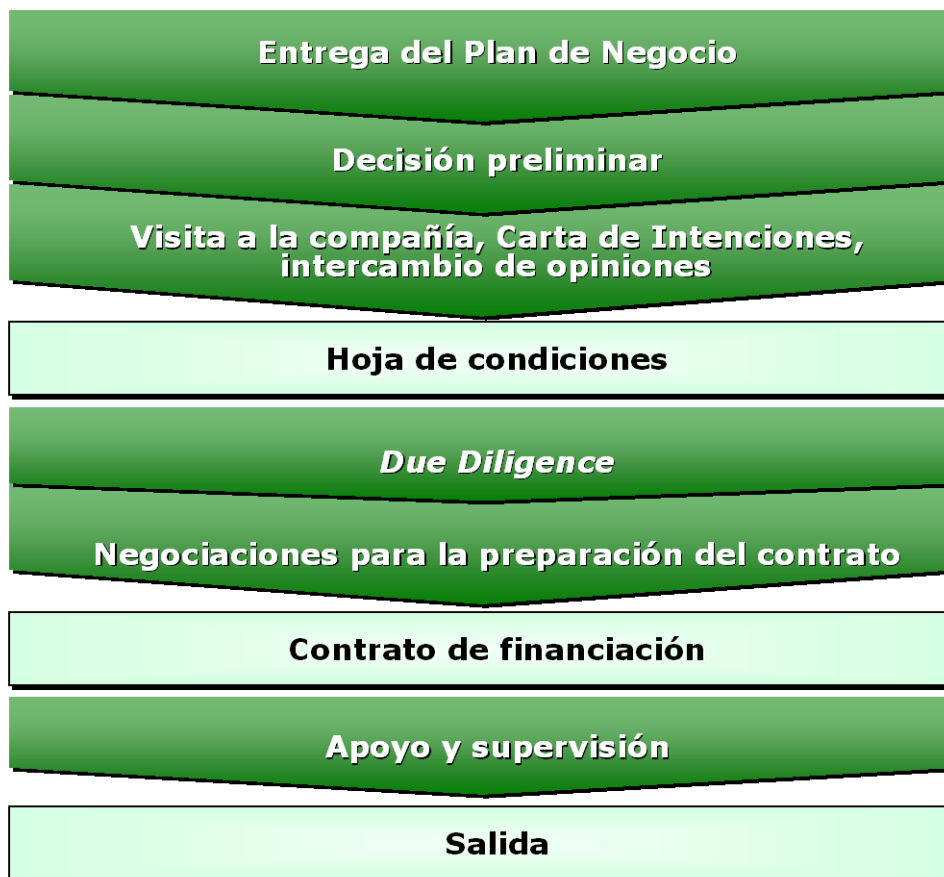 Entrega del Plan de Negocio
Decisión preliminar
Visita a la compañía, Carta de Intenciones,
intercambio de opiniones
Hoja de condiciones
Due Diligence
Negociaciones para la preparación del contrato
Contrato de financiación
Apoyo y supervisión
Salida